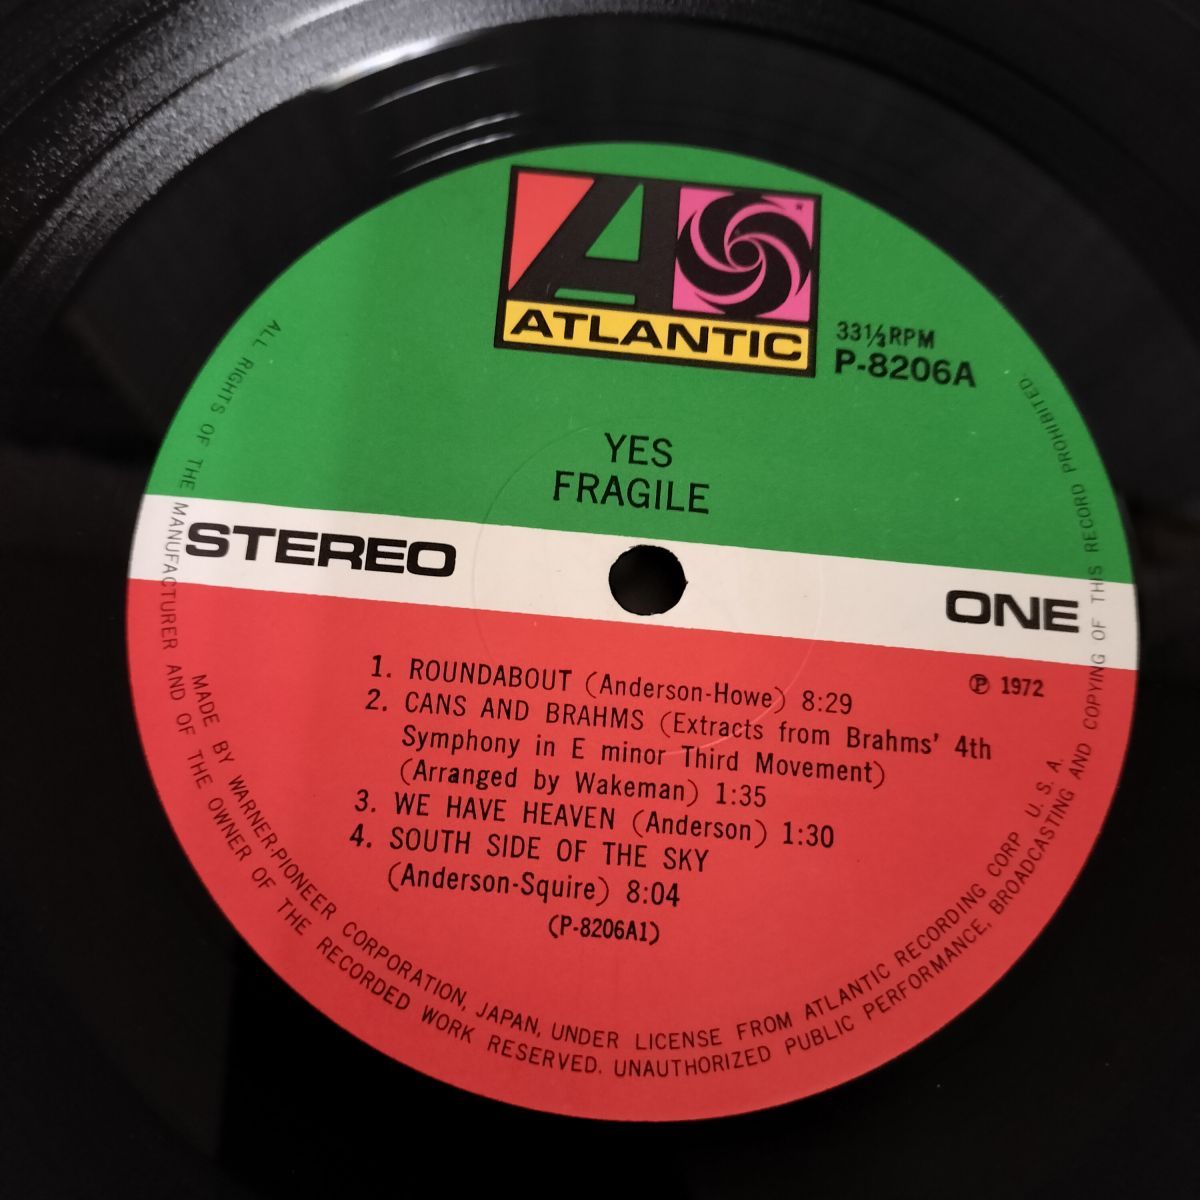 ATLANTIC
33⅓ RPM
P-8206A
YES
FRAGILE
STEREO
ONE
℗ 1972
1. ROUNDABOUT (Anderson-Howe) 8:29
2. CANS AND BRAHMS (Extracts from Brahms' 4th
Symphony in E minor Third Movement)
(Arranged by Wakeman) 1:35
3. WE HAVE HEAVEN (Anderson) 1:30
4. SOUTH SIDE OF THE SKY
(Anderson-Squire) 8:04
(P-8206A1)
MADE BY WARNER-PIONEER CORPORATION, JAPAN, UNDER LICENSE FROM ATLANTIC RECORDING CORP U. S. A.
ALL RIGHTS OF THE MANUFACTURER AND OF THE OWNER OF THE RECORDED WORK RESERVED. UNAUTHORIZED PUBLIC PERFORMANCE, BROADCASTING AND COPYING OF THIS RECORD PROHIBITED.